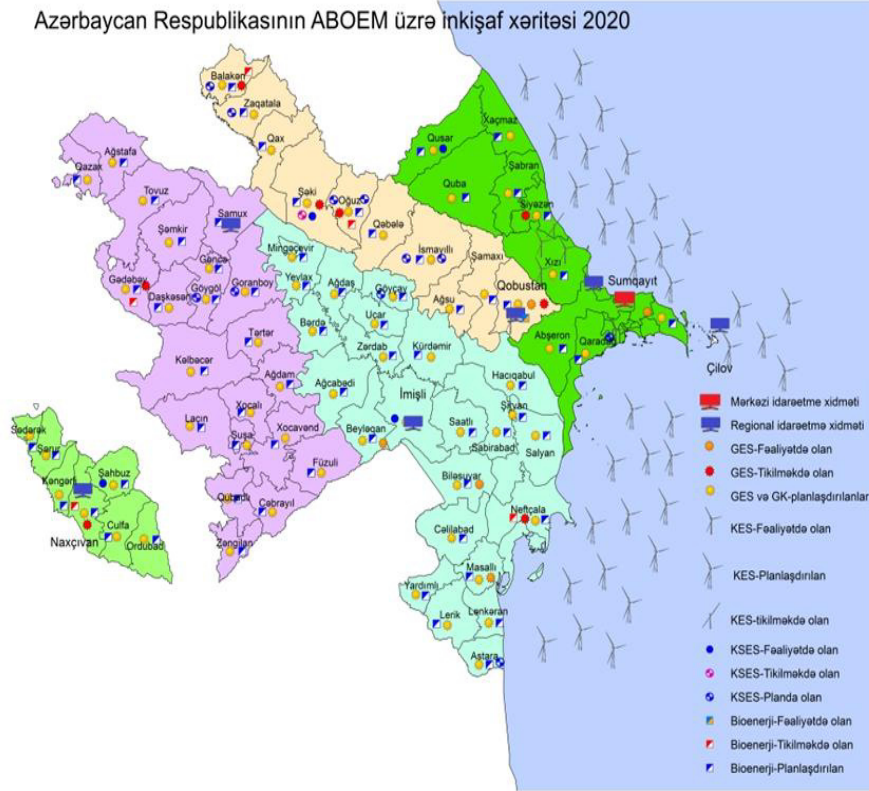 Azərbaycan Respublikasının ABOEM üzrə inkişaf xəritəsi 2020
Balakən
Zaqatala
Qax
Xaçmaz
Qusar
Ağstafa
Qazax
Şabran
Quba
Tovuz
Şəki
Oğuz
Siyəzən
Samux
Qəbələ
Şəmkir
İsmayıllı
Mingəçevir
Şamaxı
Xızı
Gəncə
Sumqayıt
Gədəbəy
Göygöl
Goranboy
Yevlax
Ağdaş
Göyçay
Qobustan
Daşkəsən
Ağsu
Ucar
Tərtər
Bərdə
Abşeron
Qaradağ
Zərdab
Kürdəmir
Çilov
Kəlbəcər
Hacıqabul
Ağdam
Ağcabədi
İmişli
Mərkəzi idarəetmə xidməti
Xocalı
Şirvan
Laçın
Regional idarəetmə xidməti
Sədərək
Xocavənd
Beyləqan
Saatlı
Şuşa
Sabirabad
Salyan
GES-Fəaliyətdə olan
Şərur
Şahbuz
Füzuli
GES-Tikilməkdə olan
Kəngərli
Biləsuvar
GES və GK-planlaşdırılanlar
Qubadlı
Cəbrayıl
Neftçala
Culfa
KES-Fəaliyətdə olan
Naxçıvan
Ordubad
Cəlilabad
Zəngilan
Masallı
KES-Planlaşdırılan
Yardımlı
Lerik
Lənkəran
KES-tikilməkdə olan
KSES-Fəaliyətdə olan
Astara
KSES-Tikilməkdə olan
KSES-Planda olan
Bioenerji-Fəaliyətdə olan
Bioenerji-Tikilməkdə olan
Bioenerji-Planlaşdırılan